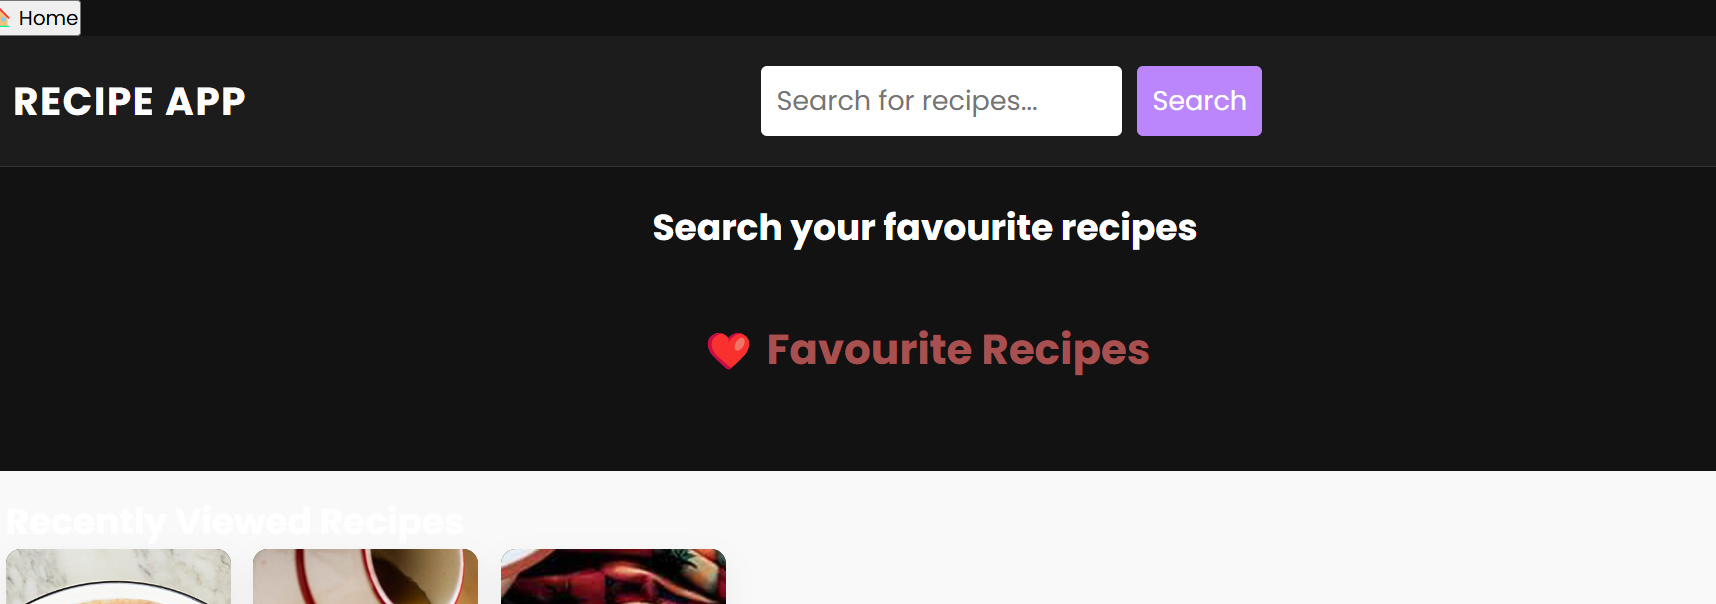 Home
RECIPE APP
Search for recipes...
Search
Search your favourite recipes
Favourite Recipes
Recently Viewed Recipes